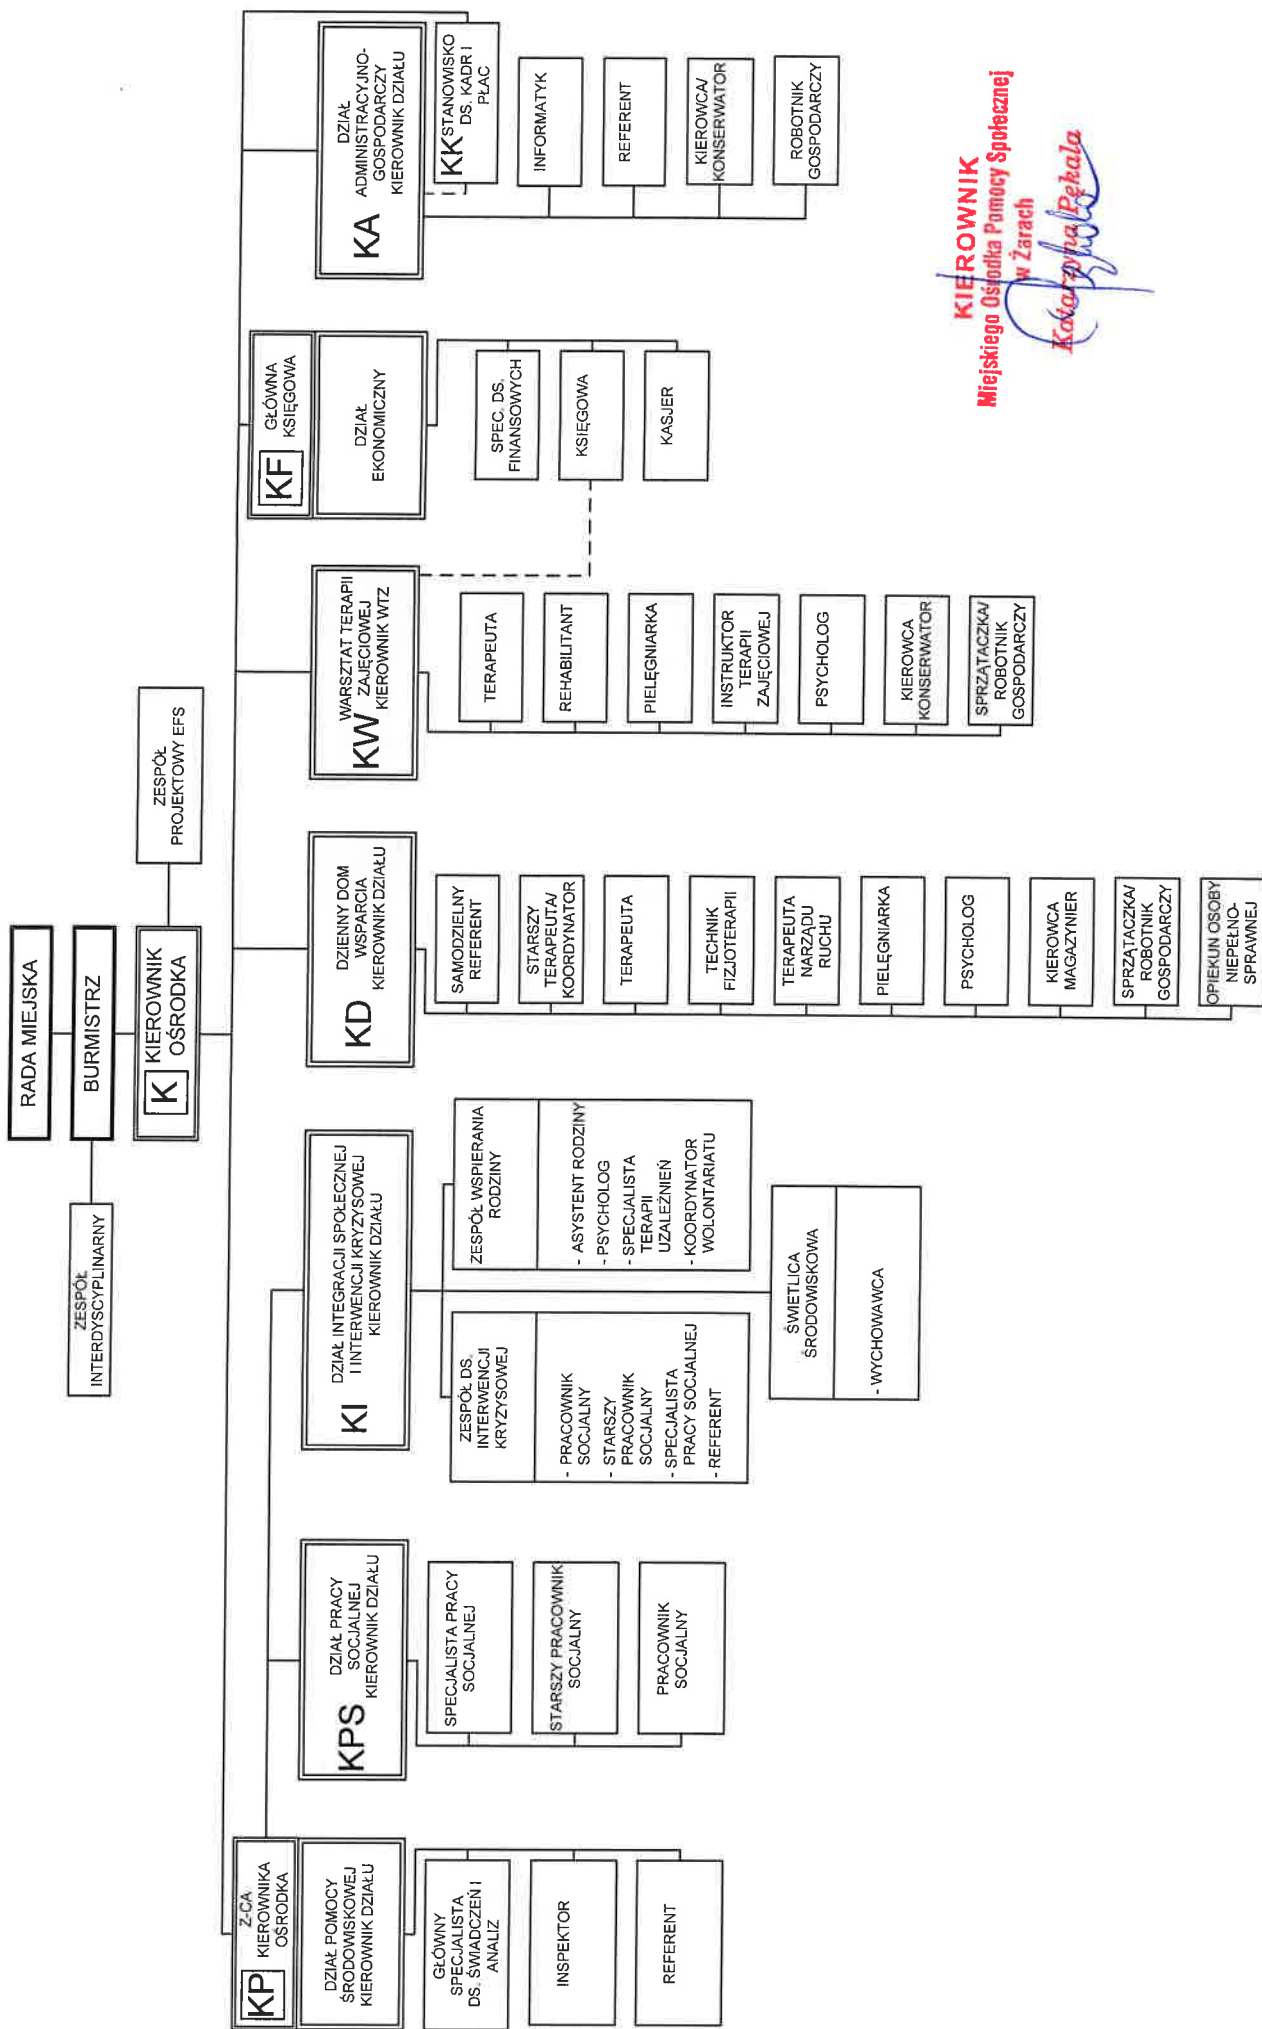 RADA MIEJSKA
ZESPÓŁ
INTERDYSCYPLINARNY
BURMISTRZ
K
KIEROWNIK
OŚRODKA
ZESPÓŁ
PROJEKTOWY EFS
KP
Z-CA
KIEROWNIKA
OŚRODKA
DZIAŁ POMOCY
ŚRODOWISKOWEJ
KIEROWNIK DZIAŁU
GŁÓWNY
SPECJALISTA
DS. ŚWIADCZEŃ I
ANALIZ
INSPEKTOR
REFERENT
KPS
DZIAŁ PRACY
SOCJALNEJ
KIEROWNIK DZIAŁU
SPECJALISTA PRACY
SOCJALNEJ
STARSZY PRACOWNIK
SOCJALNY
PRACOWNIK
SOCJALNY
KI
DZIAŁ INTEGRACJI SPOŁECZNEJ
I INTERWENCJI KRYZYSOWEJ
KIEROWNIK DZIAŁU
ZESPÓŁ DS.
INTERWENCJI
KRYZYSOWEJ
- PRACOWNIK
SOCJALNY
- STARSZY
PRACOWNIK
SOCJALNY
- SPECJALISTA
PRACY SOCJALNEJ
- REFERENT
ZESPÓŁ WSPIERANIA
RODZINY
- ASYSTENT RODZINY
- PSYCHOLOG
- SPECJALISTA
TERAPII
UZALEŻNIEŃ
- KOORDYNATOR
WOLONTARIATU
ŚWIETLICA
ŚRODOWISKOWA
- WYCHOWAWCA
KD
DZIENNY DOM
WSPARCIA
KIEROWNIK DZIAŁU
SAMODZIELNY
REFERENT
STARSZY
TERAPEUTA/
KOORDYNATOR
TERAPEUTA
TECHNIK
FIZJOTERAPII
TERAPEUTA
NARZĄDU
RUCHU
PIELĘGNIARKA
PSYCHOLOG
KIEROWCA
MAGAZYNIER
SPRZĄTACZKA/
ROBOTNIK
GOSPODARCZY
OPIEKUN OSOBY
NIEPEŁNO-
SPRAWNEJ
KW
WARSZTAT TERAPII
ZAJĘCIOWEJ
KIEROWNIK WTZ
TERAPEUTA
REHABILITANT
PIELĘGNIARKA
INSTRUKTOR
TERAPII
ZAJĘCIOWEJ
PSYCHOLOG
KIEROWCA
KONSERWATOR
SPRZĄTACZKA/
ROBOTNIK
GOSPODARCZY
KF
GŁÓWNA
KSIĘGOWA
DZIAŁ
EKONOMICZNY
SPEC. DS.
FINANSOWYCH
KSIĘGOWA
KASJER
KA
DZIAŁ
ADMINISTRACYJNO-
GOSPODARCZY
KIEROWNIK DZIAŁU
KK STANOWISKO
DS. KADR I
PŁAC
INFORMATYK
REFERENT
KIEROWCA/
KONSERWATOR
ROBOTNIK
GOSPODARCZY
KIEROWNIK
Miejskiego Ośrodka Pomocy Społecznej
w Żarach
Katarzyna Pękala